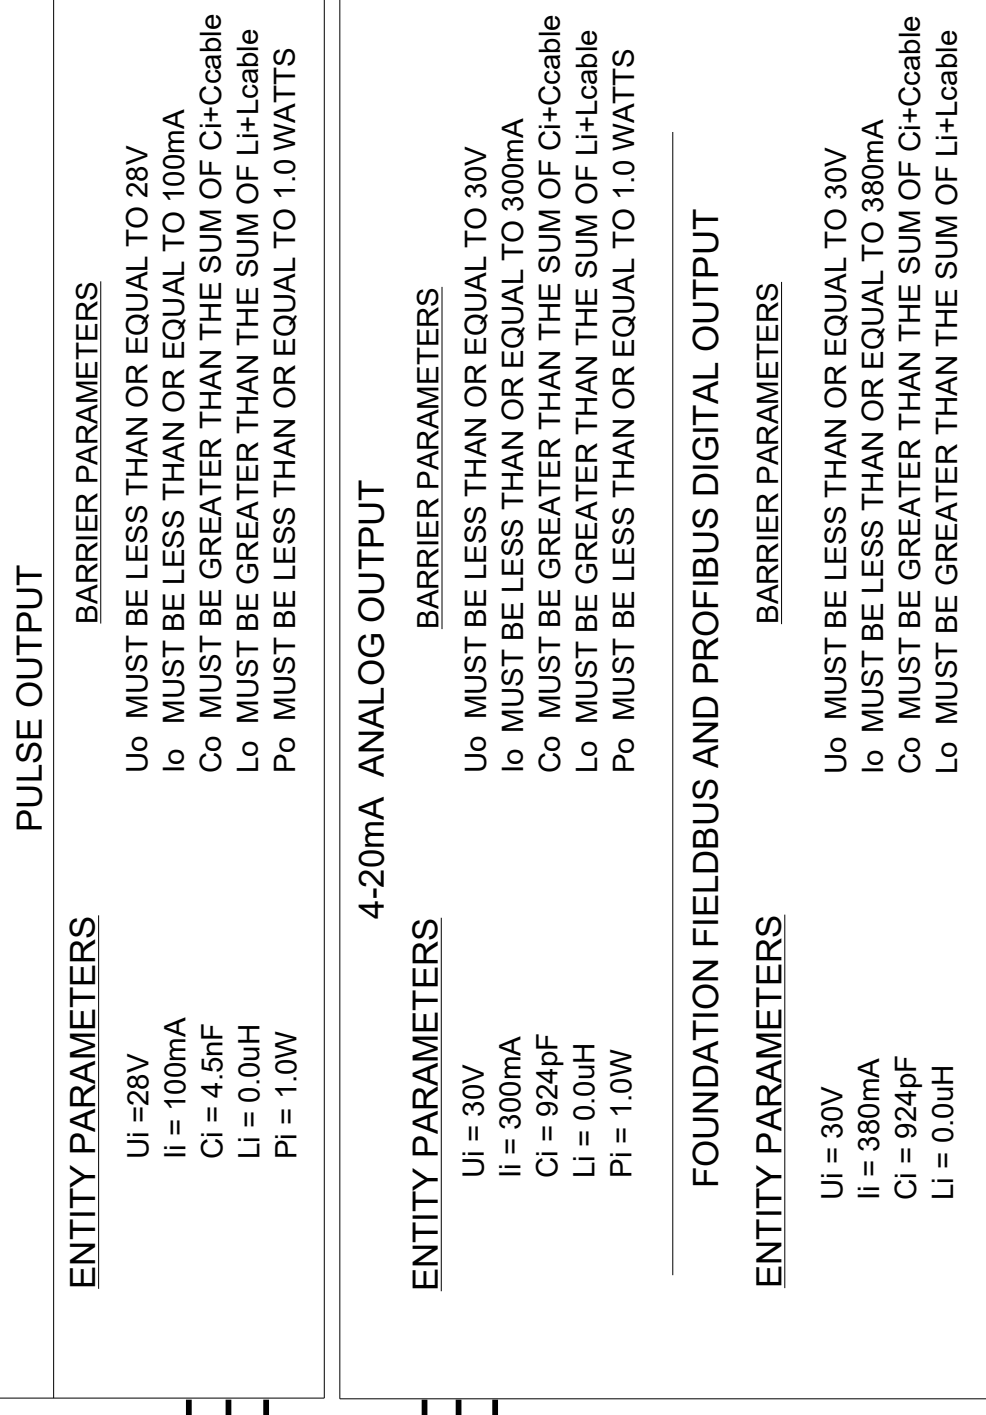 PULSE OUTPUT
ENTITY PARAMETERS
Ui =28V
Ii = 100mA
Ci = 4.5nF
Li = 0.0uH
Pi = 1.0W
BARRIER PARAMETERS
Uo MUST BE LESS THAN OR EQUAL TO 28V
Io MUST BE LESS THAN OR EQUAL TO 100mA
Co MUST BE GREATER THAN THE SUM OF Ci+Ccable
Lo MUST BE GREATER THAN THE SUM OF Li+Lcable
Po MUST BE LESS THAN OR EQUAL TO 1.0 WATTS
4-20mA ANALOG OUTPUT
ENTITY PARAMETERS
Ui = 30V
Ii = 300mA
Ci = 924pF
Li = 0.0uH
Pi = 1.0W
BARRIER PARAMETERS
Uo MUST BE LESS THAN OR EQUAL TO 30V
Io MUST BE LESS THAN OR EQUAL TO 300mA
Co MUST BE GREATER THAN THE SUM OF Ci+Ccable
Lo MUST BE GREATER THAN THE SUM OF Li+Lcable
Po MUST BE LESS THAN OR EQUAL TO 1.0 WATTS
FOUNDATION FIELDBUS AND PROFIBUS DIGITAL OUTPUT
ENTITY PARAMETERS
Ui = 30V
Ii = 380mA
Ci = 924pF
Li = 0.0uH
BARRIER PARAMETERS
Uo MUST BE LESS THAN OR EQUAL TO 30V
Io MUST BE LESS THAN OR EQUAL TO 380mA
Co MUST BE GREATER THAN THE SUM OF Ci+Ccable
Lo MUST BE GREATER THAN THE SUM OF Li+Lcable